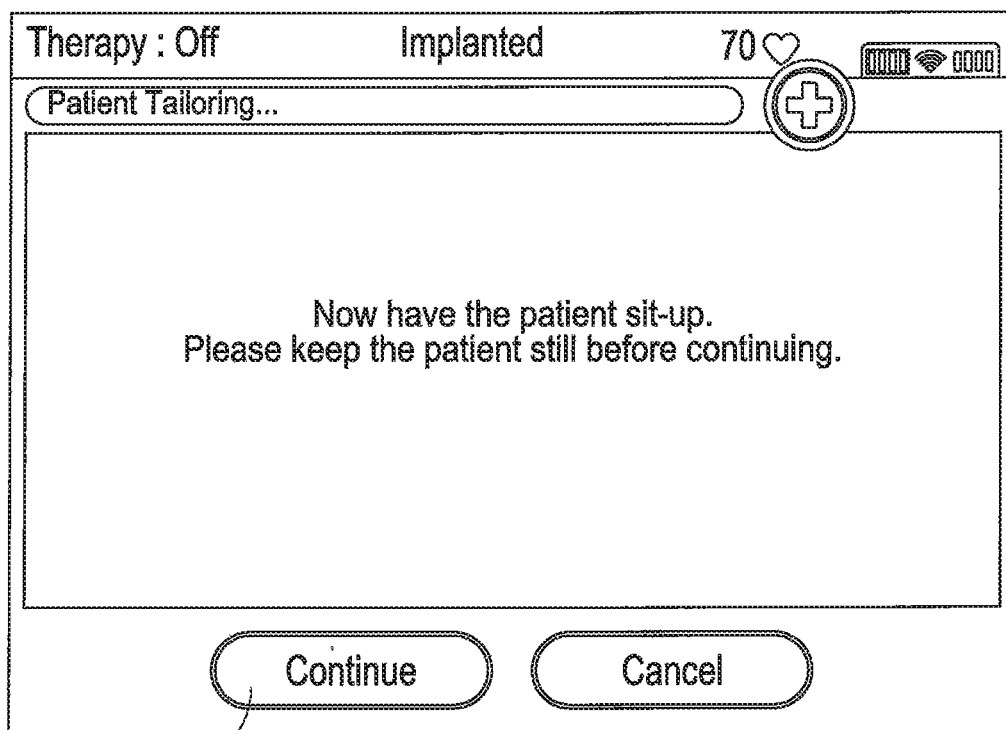 Therapy : Off Implanted 70
Patient Tailoring...
Now have the patient sit-up.
Please keep the patient still before continuing.
Continue Cancel